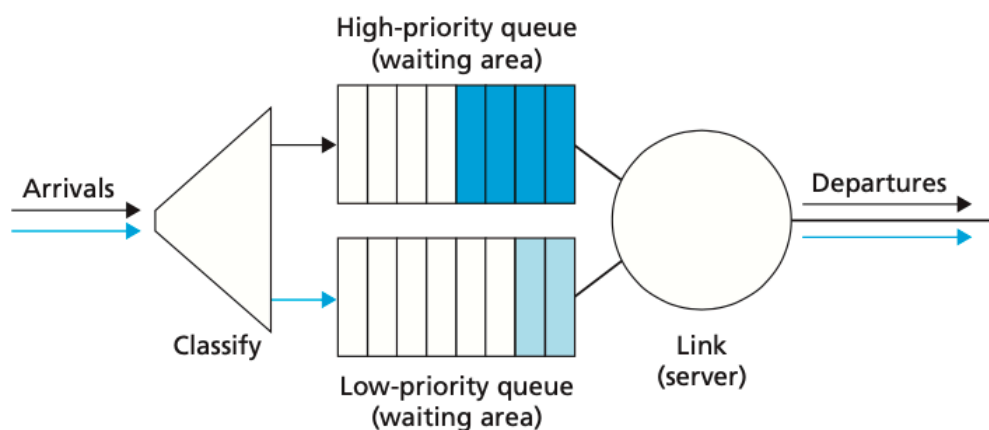 High-priority queue
(waiting area)
Arrivals
Departures
Classify
Link
(server)
Low-priority queue
(waiting area)